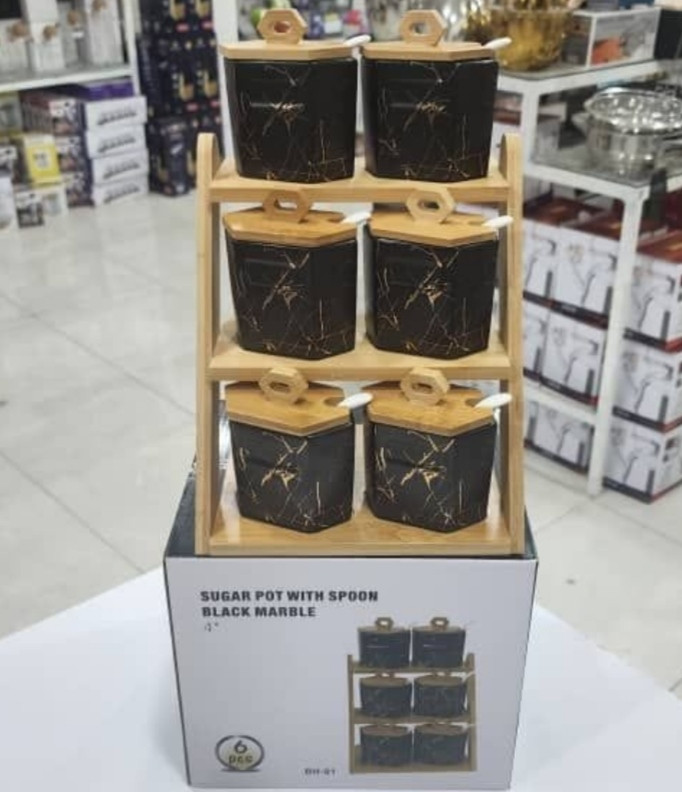 SUGAR POT WITH SPOON
BLACK MARBLE
4"
6
pcs